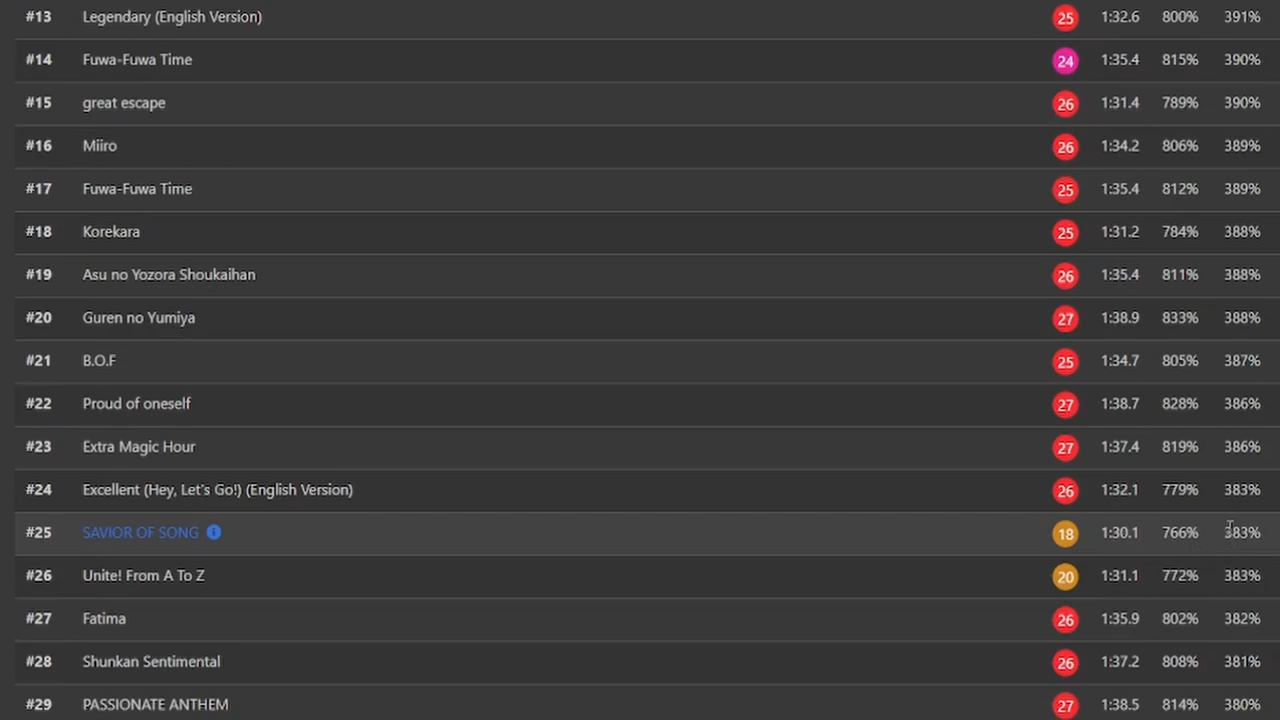 #13 Legendary (English Version) 25 1:32.6 800% 391%
#14 Fuwa-Fuwa Time 24 1:35.4 815% 390%
#15 great escape 26 1:31.4 789% 390%
#16 Miiro 26 1:34.2 806% 389%
#17 Fuwa-Fuwa Time 25 1:35.4 812% 389%
#18 Korekara 25 1:31.2 784% 388%
#19 Asu no Yozora Shoukaihan 26 1:35.4 811% 388%
#20 Guren no Yumiya 27 1:38.9 833% 388%
#21 B.O.F 25 1:34.7 805% 387%
#22 Proud of oneself 27 1:38.7 828% 386%
#23 Extra Magic Hour 27 1:37.4 819% 386%
#24 Excellent (Hey, Let's Go!) (English Version) 26 1:32.1 779% 383%
#25 SAVIOR OF SONG i 18 1:30.1 766% 383%
#26 Unite! From A To Z 20 1:31.1 772% 383%
#27 Fatima 26 1:35.9 802% 382%
#28 Shunkan Sentimental 26 1:37.2 808% 381%
#29 PASSIONATE ANTHEM 27 1:38.5 814% 380%